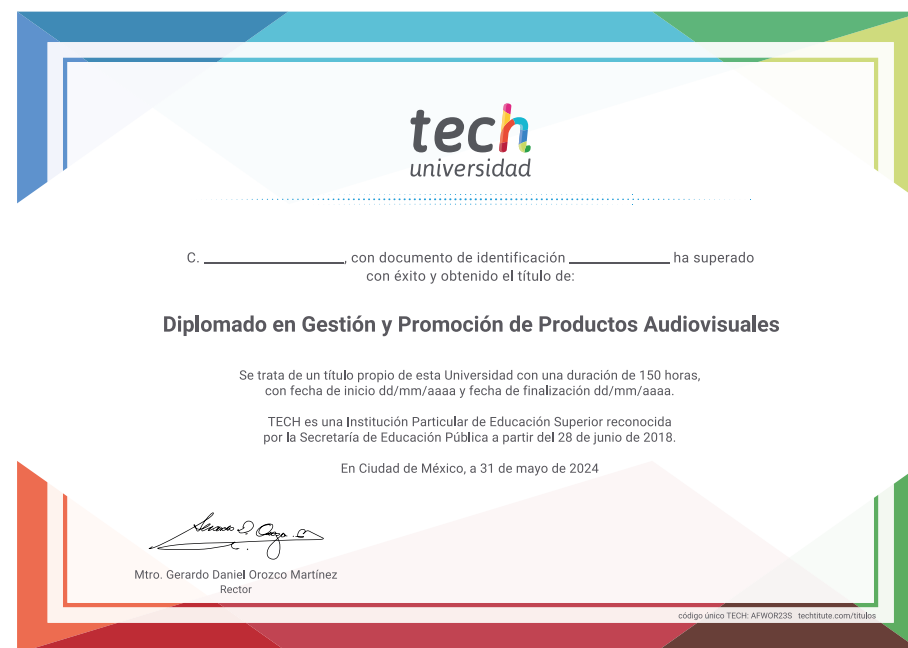 tech
universidad
C. ____________, con documento de identificación ____________ ha superado
con éxito y obtenido el título de:
Diplomado en Gestión y Promoción de Productos Audiovisuales
Se trata de un título propio de esta Universidad con una duración de 150 horas,
con fecha de inicio dd/mm/aaaa y fecha de finalización dd/mm/aaaa.
TECH es una Institución Particular de Educación Superior reconocida
por la Secretaría de Educación Pública a partir del 28 de junio de 2018.
En Ciudad de México, a 31 de mayo de 2024
Mtro. Gerardo Daniel Orozco Martínez
Rector
código único TECH: AFWOR23S techtitute.com/titulos